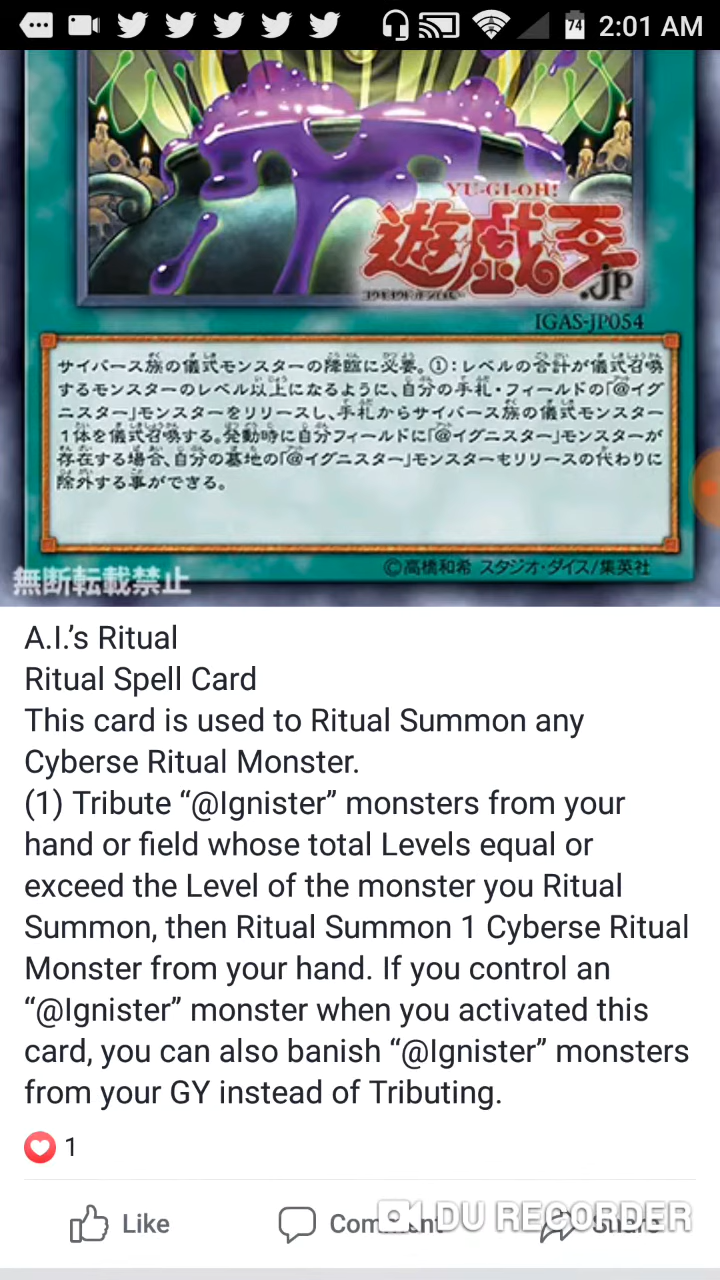 74 2:01 AM
YU-GI-OH!
遊戯王
.jp
IGAS-JP054
サイバース族の儀式モンスターの降臨に必要。①:レベルの合計が儀式召喚
するモンスターのレベル以上になるように、自分の手札・フィールドの「@イグ
ニスター」モンスターをリリースし、手札からサイバース族の儀式モンスター
1体を儀式召喚する。発動時に自分フィールドに「@イグニスター」モンスターが
存在する場合、自分の墓地の「@イグニスター」モンスターもリリースの代わりに
除外する事ができる。
©高橋和希 スタジオ・ダイス/集英社
無断転載禁止
A.I.’s Ritual
Ritual Spell Card
This card is used to Ritual Summon any
Cyberse Ritual Monster.
(1) Tribute “@Ignister” monsters from your
hand or field whose total Levels equal or
exceed the Level of the monster you Ritual
Summon, then Ritual Summon 1 Cyberse Ritual
Monster from your hand. If you control an
“@Ignister” monster when you activated this
card, you can also banish “@Ignister” monsters
from your GY instead of Tributing.
1
Like Comment Share
DU RECORDER